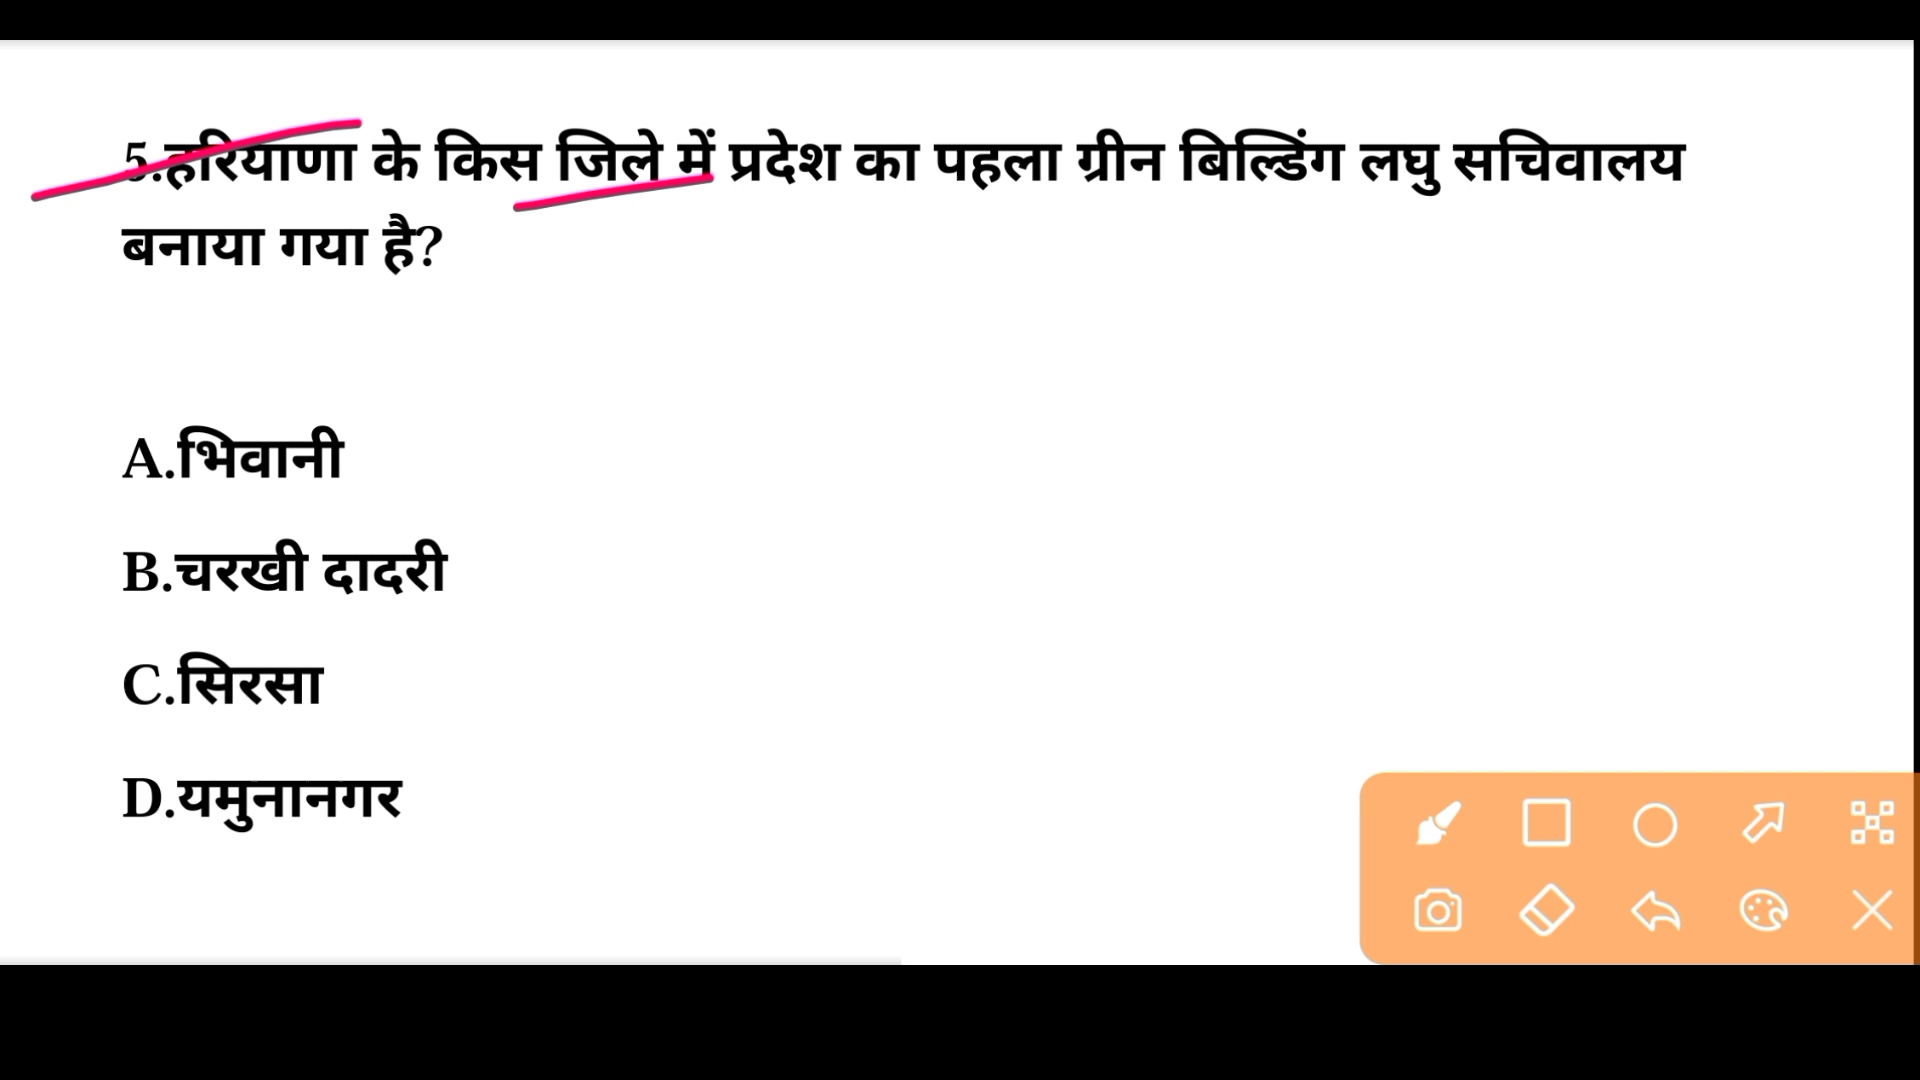 5.हरियाणा के किस जिले में प्रदेश का पहला ग्रीन बिल्डिंग लघु सचिवालय
बनाया गया है?
A.भिवानी
B.चरखी दादरी
C.सिरसा
D.यमुनानगर